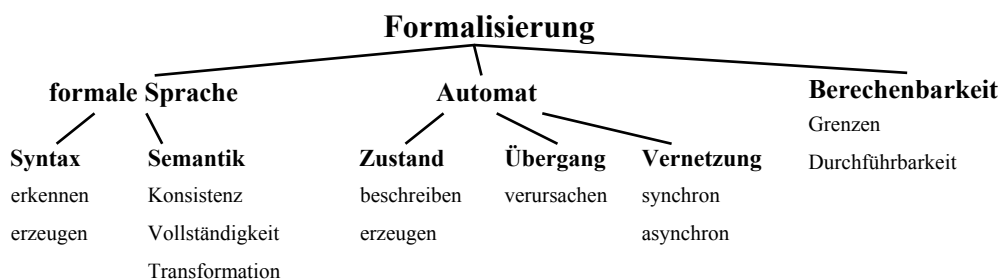 Formalisierung
formale Sprache
Automat
Berechenbarkeit
Grenzen
Durchführbarkeit
Syntax
erkennen
erzeugen
Semantik
Konsistenz
Vollständigkeit
Transformation
Zustand
beschreiben
erzeugen
Übergang
verursachen
Vernetzung
synchron
asynchron